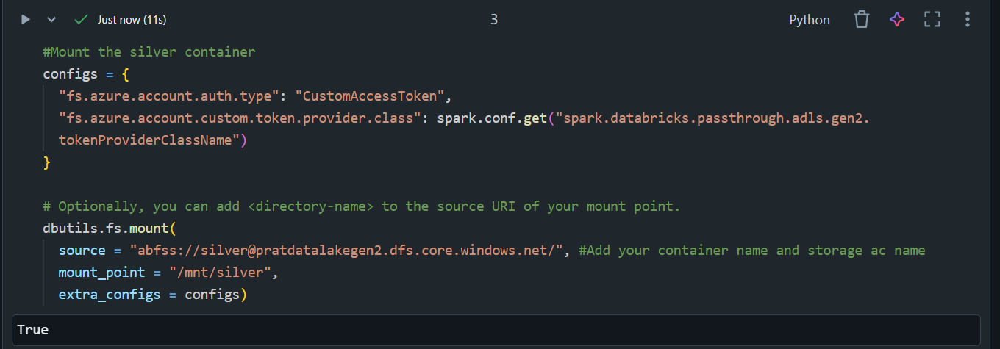 Just now (11s)
3
Python
#Mount the silver container
configs = {
"fs.azure.account.auth.type": "CustomAccessToken",
"fs.azure.account.custom.token.provider.class": spark.conf.get("spark.databricks.passthrough.adls.gen2.
tokenProviderClassName")
}
# Optionally, you can add <directory-name> to the source URI of your mount point.
dbutils.fs.mount(
source = "abfss://silver@pratdatalakegen2.dfs.core.windows.net/", #Add your container name and storage ac name
mount_point = "/mnt/silver",
extra_configs = configs)
True